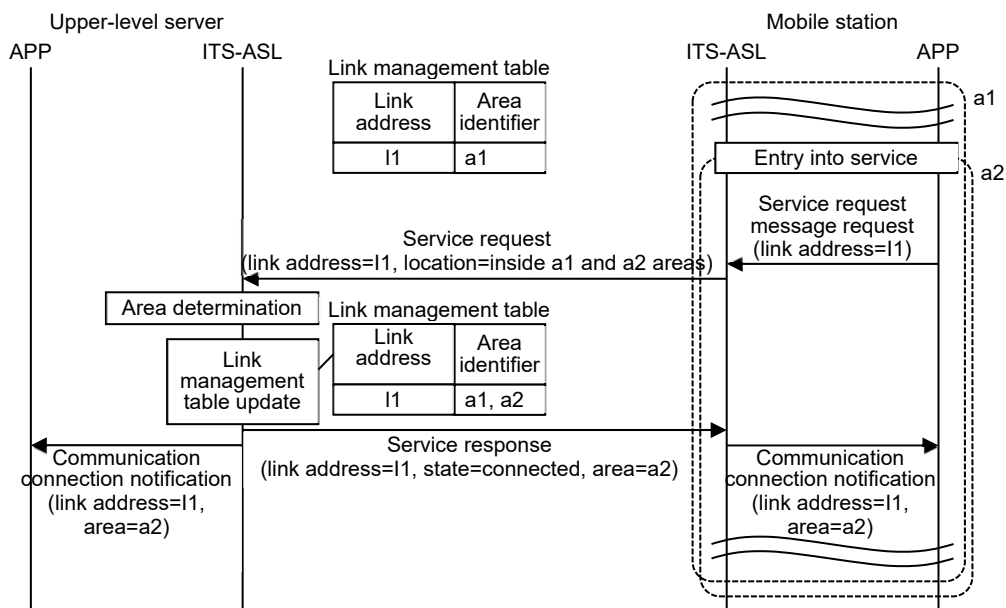 Upper-level server
Mobile station
APP
ITS-ASL
ITS-ASL
APP
Link management table
Link
address
Area
identifier
l1
a1
a1
Entry into service
a2
Service request
message request
(link address=l1)
Service request
(link address=l1, location=inside a1 and a2 areas)
Area determination
Link management table
Link
address
Area
identifier
l1
a1, a2
Link
management
table update
Service response
(link address=l1, state=connected, area=a2)
Communication
connection notification
(link address=l1,
area=a2)
Communication
connection notification
(link address=l1,
area=a2)